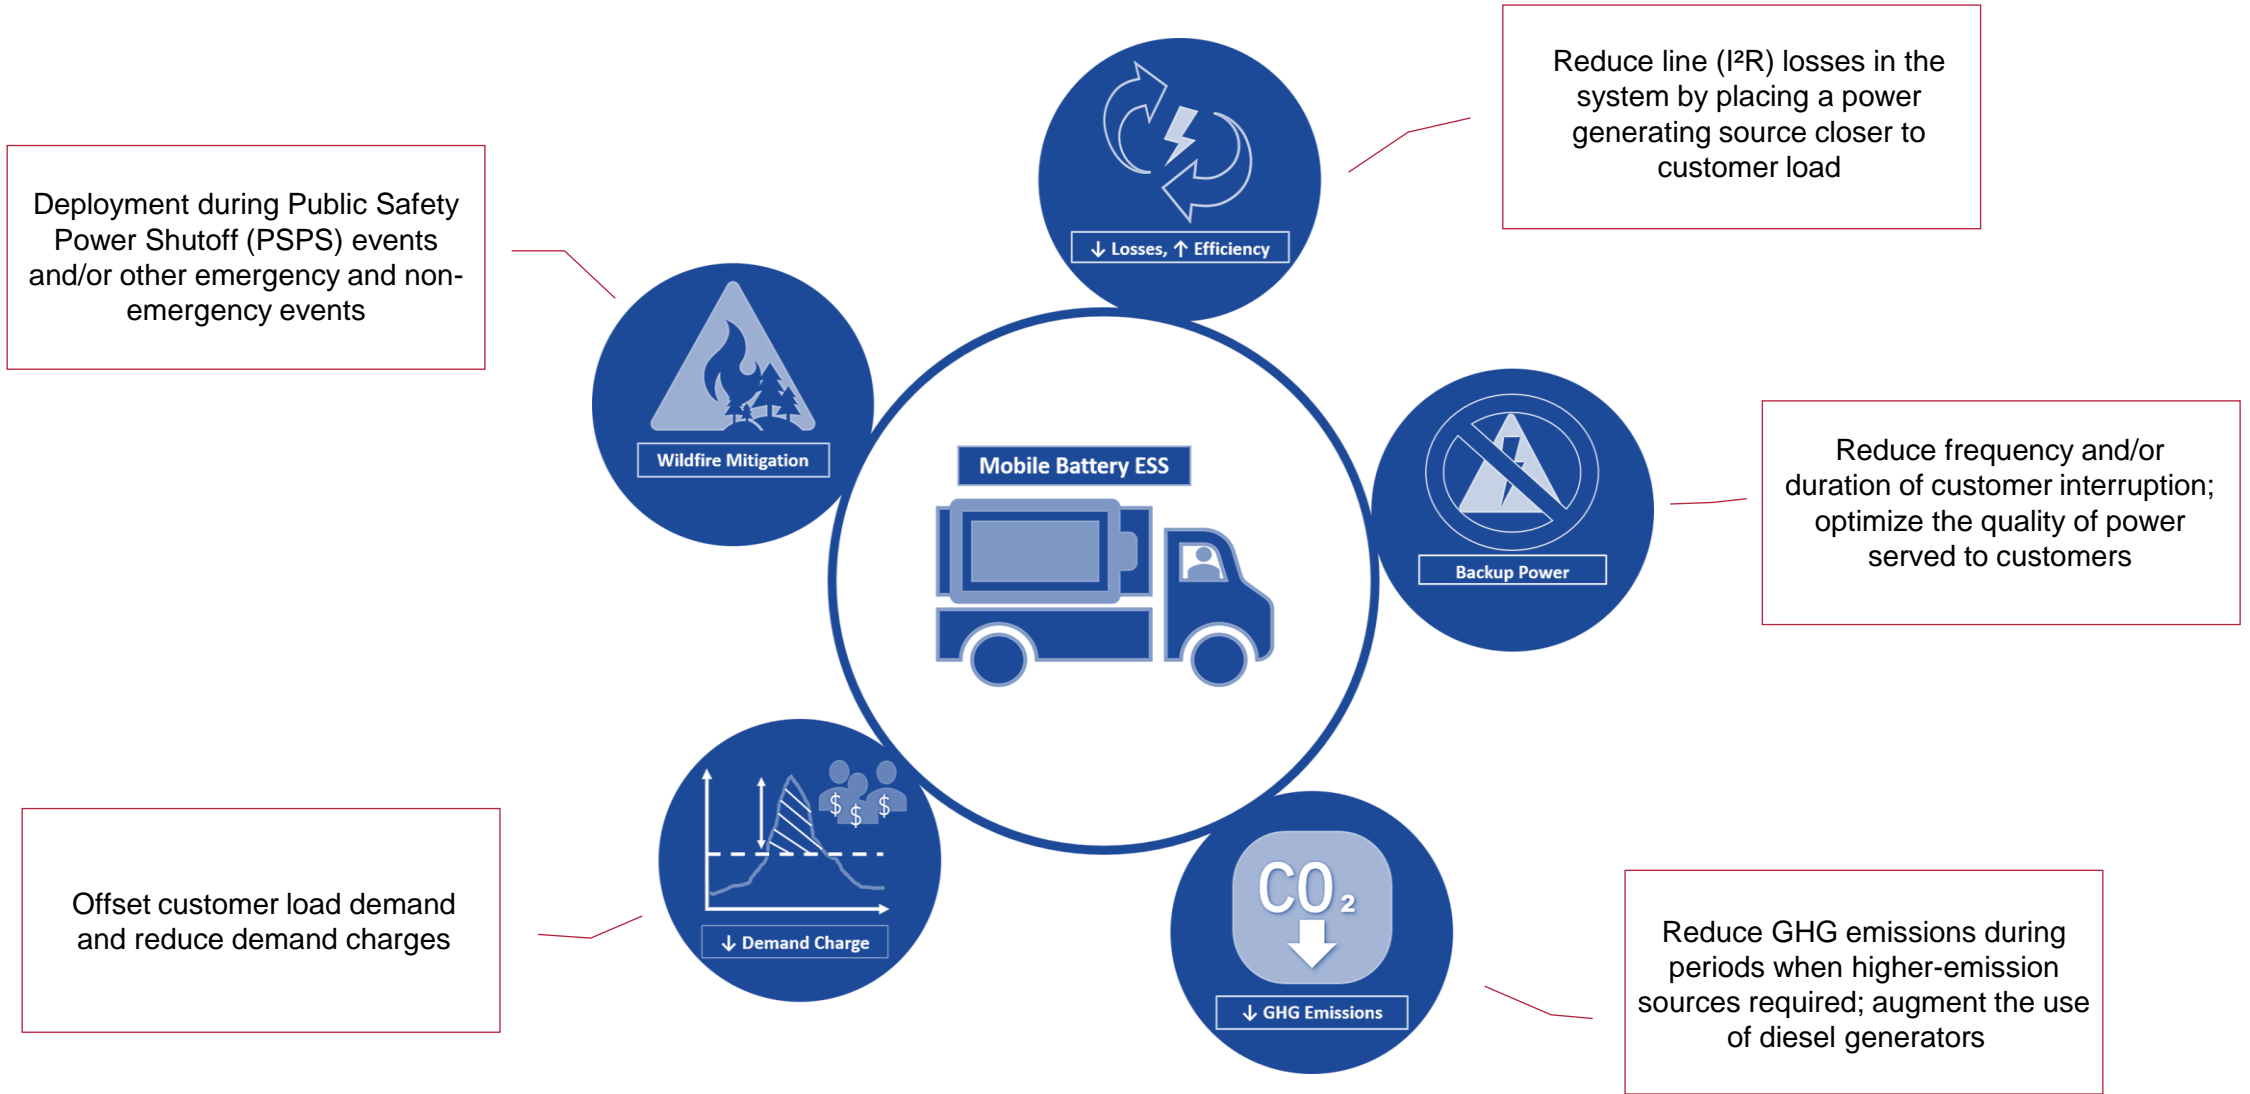 Reduce line (I²R) losses in the
system by placing a power
generating source closer to
customer load
↓ Losses, ↑ Efficiency
Deployment during Public Safety
Power Shutoff (PSPS) events
and/or other emergency and non-
emergency events
Wildfire Mitigation
Mobile Battery ESS
Reduce frequency and/or
duration of customer interruption;
optimize the quality of power
served to customers
Backup Power
$ $ $
↓ Demand Charge
Offset customer load demand
and reduce demand charges
CO₂
↓ GHG Emissions
Reduce GHG emissions during
periods when higher-emission
sources required; augment the use
of diesel generators